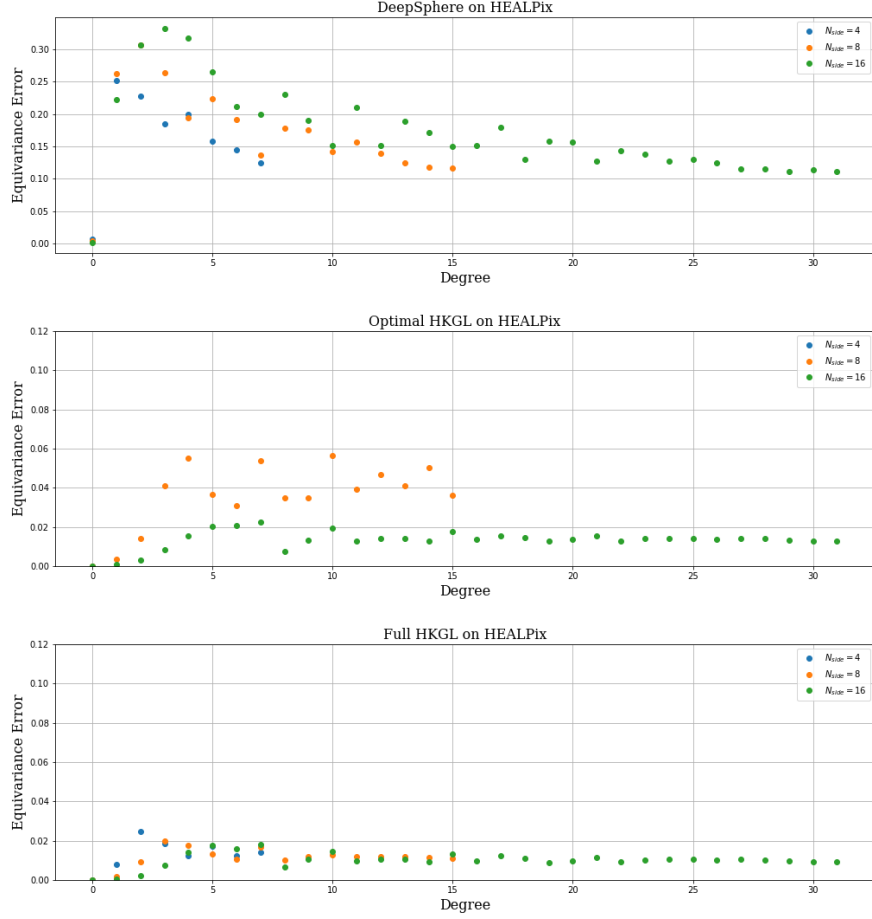 DeepSphere on HEALPix
Equivariance Error
0.30
0.25
0.20
0.15
0.10
0.05
0.00
N_side = 4
N_side = 8
N_side = 16
0 5 10 15 20 25 30
Degree
Optimal HKGL on HEALPix
Equivariance Error
0.12
0.10
0.08
0.06
0.04
0.02
0.00
N_side = 4
N_side = 8
N_side = 16
0 5 10 15 20 25 30
Degree
Full HKGL on HEALPix
Equivariance Error
0.12
0.10
0.08
0.06
0.04
0.02
0.00
N_side = 4
N_side = 8
N_side = 16
0 5 10 15 20 25 30
Degree